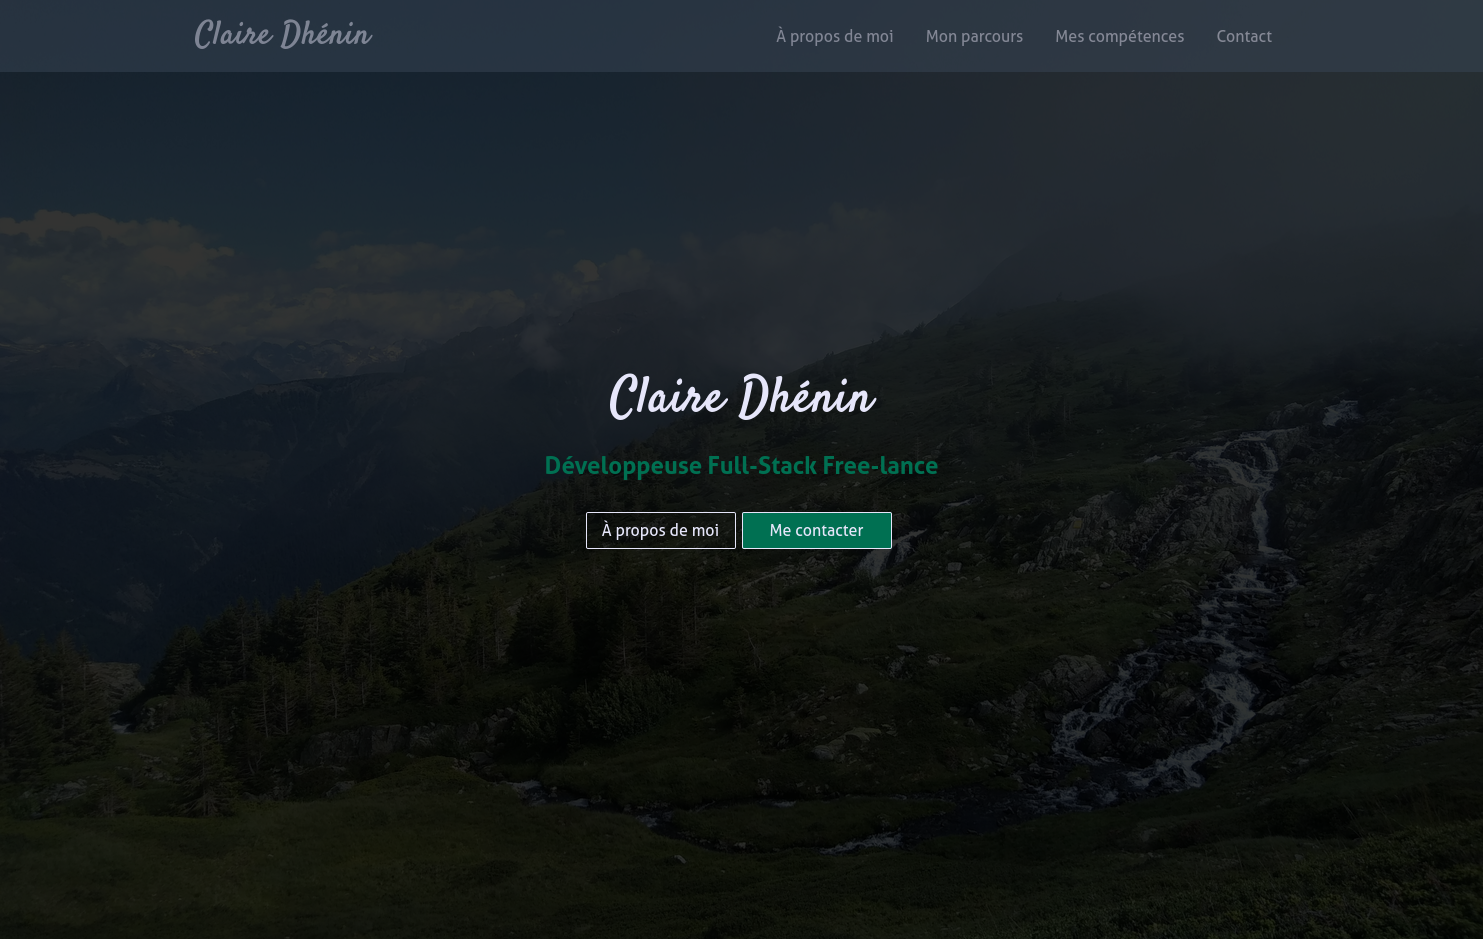 Claire Dhénin
À propos de moi
Mon parcours
Mes compétences
Contact
Claire Dhénin
Développeuse Full-Stack Free-lance
À propos de moi
Me contacter